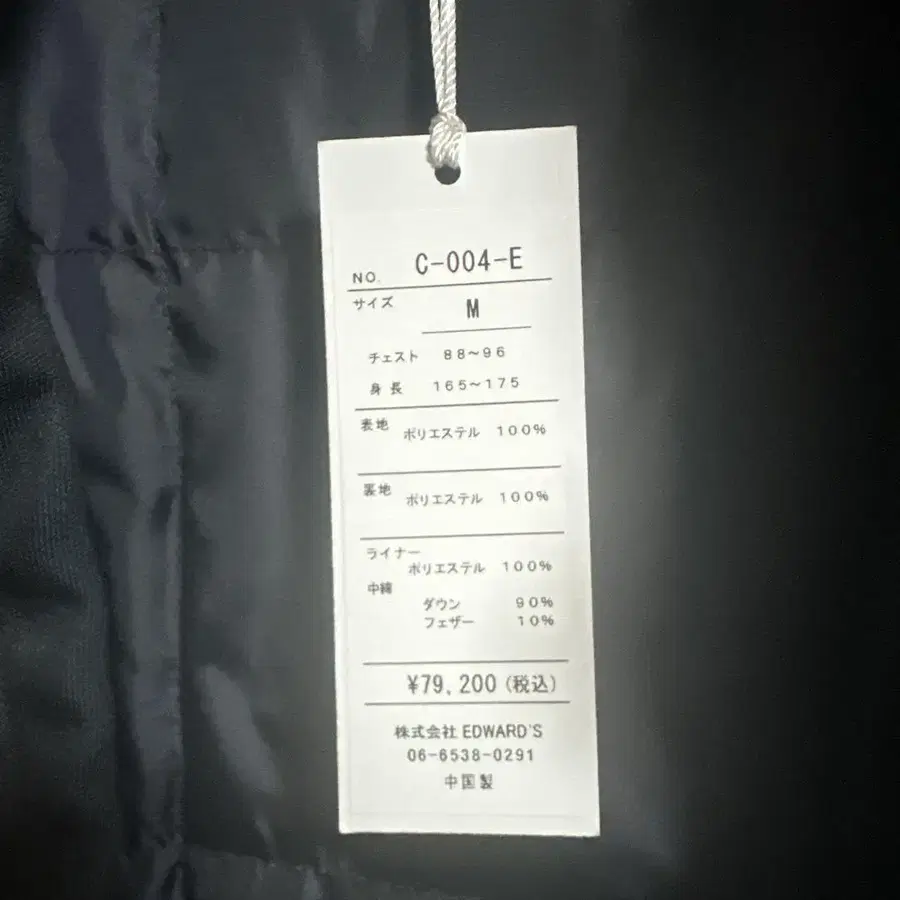 NO. C-004-E
サイズ M
チェスト 88～96
身長 165～175
表地 ポリエステル 100%
裏地 ポリエステル 100%
ライナー
ポリエステル 100%
中綿
ダウン 90%
フェザー 10%
¥79,200(税込)
株式会社 EDWARD'S
06-6538-0291
中国製